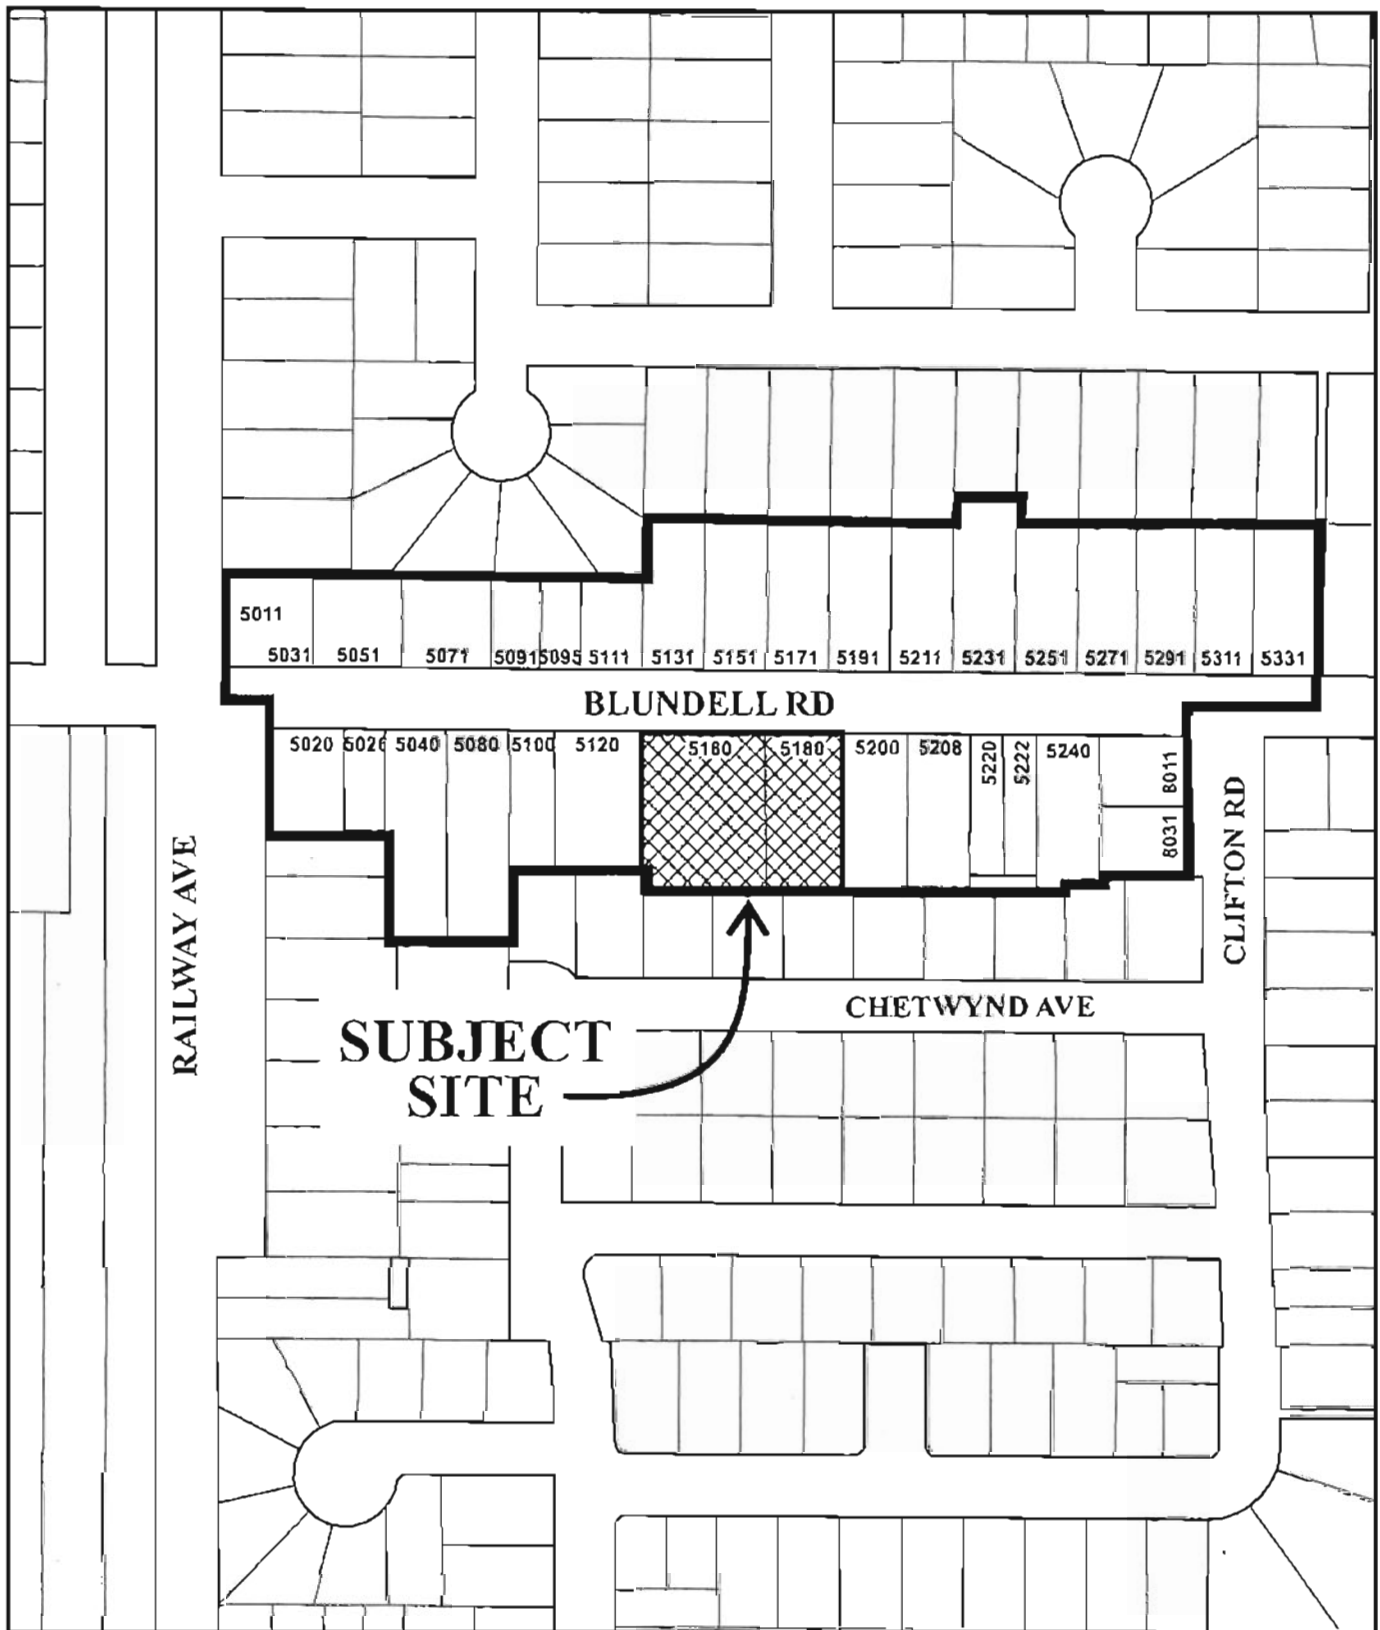 5011
5031 5051 5071 5091 5095 5111 5131 5151 5171 5191 5211 5231 5251 5271 5291 5311 5331
BLUNDELL RD
5020 5026 5040 5080 5100 5120 5160 5180 5200 5208 5220 5222 5240 8011
8031
CLIFTON RD
RAILWAY AVE
CHETWYND AVE
SUBJECT
SITE